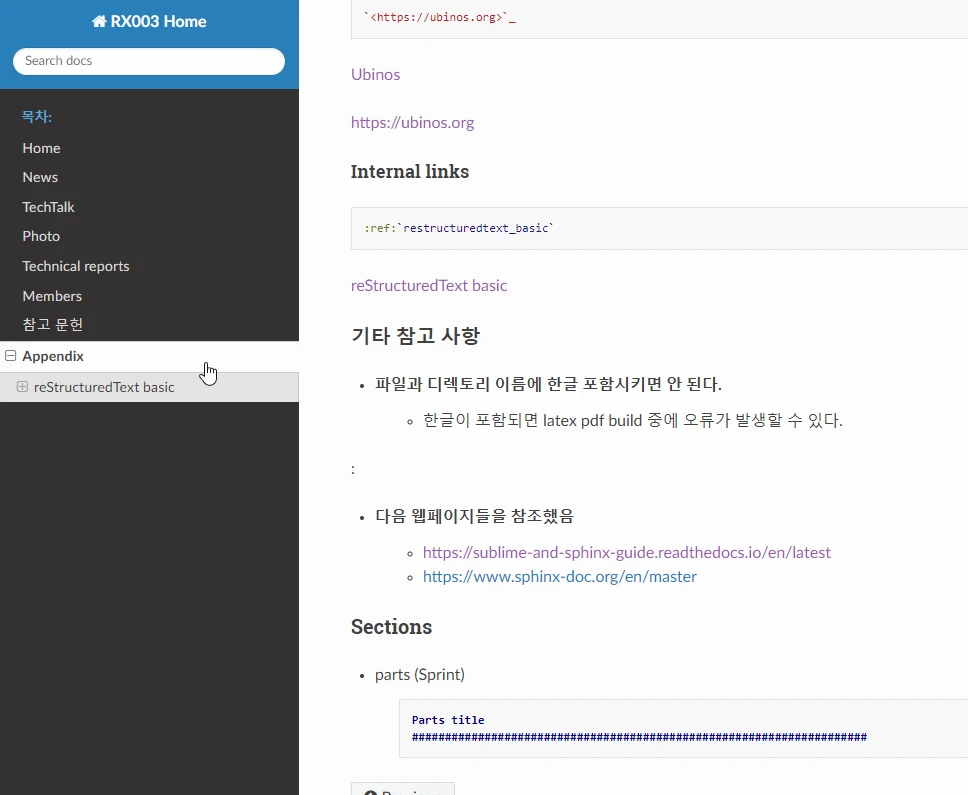 RX003 Home
Search docs
목차:
Home
News
TechTalk
Photo
Technical reports
Members
참고 문헌
Appendix
reStructuredText basic
`<https://ubinos.org>`_
Ubinos
https://ubinos.org
Internal links
:ref:`restructuredtext_basic`
reStructuredText basic
기타 참고 사항
파일과 디렉토리 이름에 한글 포함시키면 안 된다.
한글이 포함되면 latex pdf build 중에 오류가 발생할 수 있다.
:
다음 웹페이지들을 참조했음
https://sublime-and-sphinx-guide.readthedocs.io/en/latest
https://www.sphinx-doc.org/en/master
Sections
parts (Sprint)
Parts title
#####################################################################